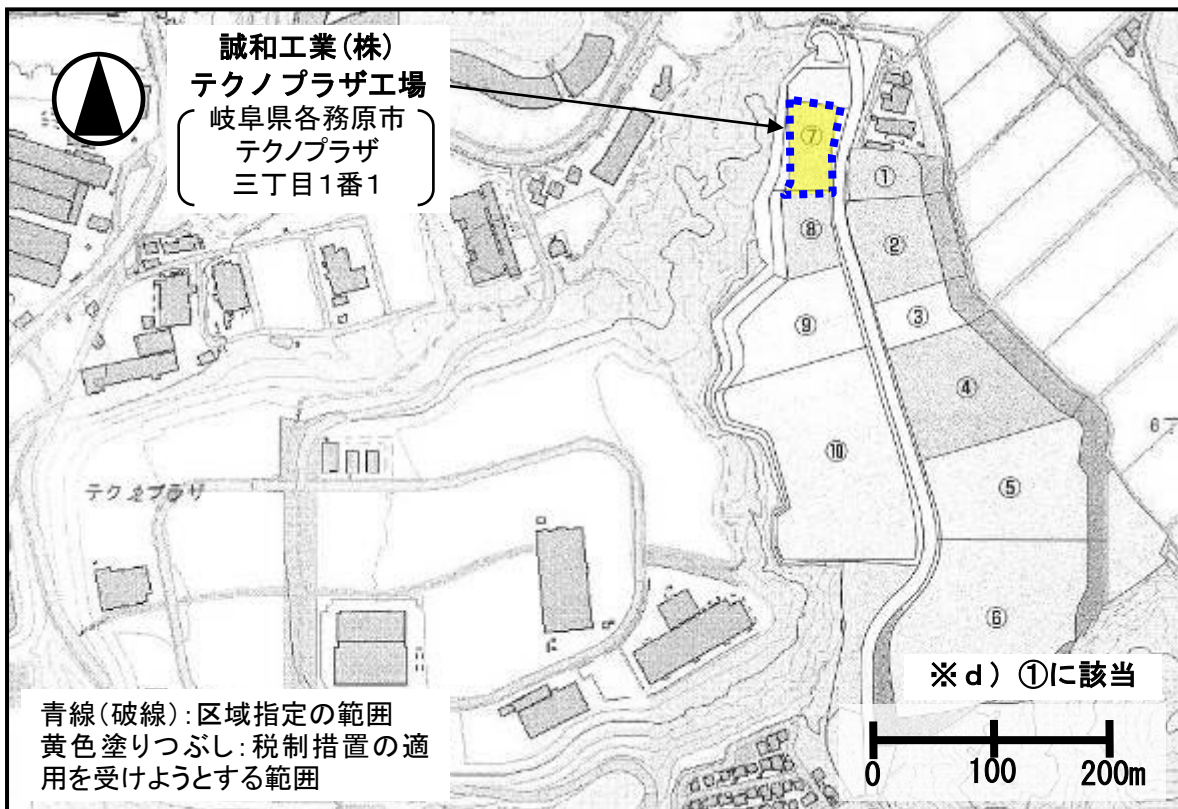 誠和工業(株)
テクノプラザ工場
岐阜県各務原市
テクノプラザ
三丁目1番1
⑦
①
⑧
②
⑨
③
④
⑩
⑤
⑥
テクノプラザ
※d) ①に該当
青線(破線):区域指定の範囲
黄色塗りつぶし:税制措置の適
用を受けようとする範囲
0 100 200m